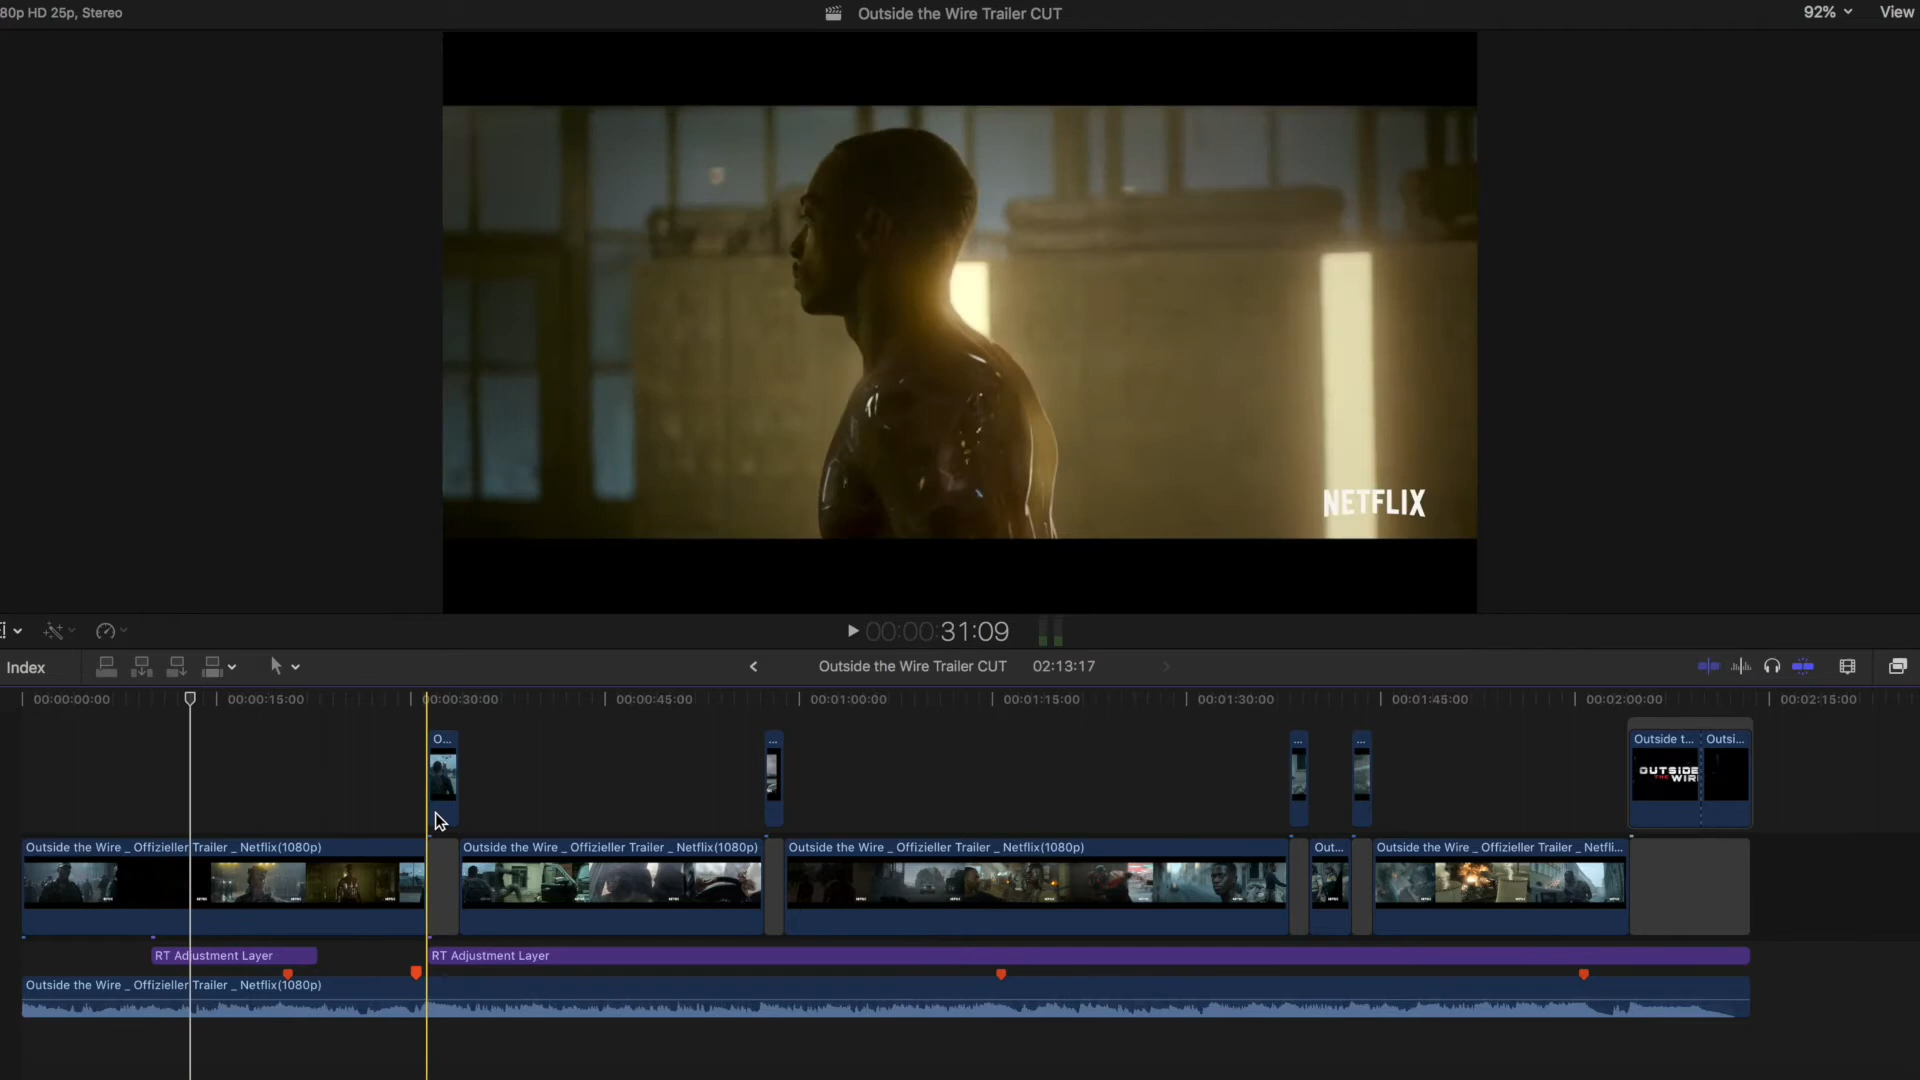 80p HD 25p, Stereo
Outside the Wire Trailer CUT
92%
View
NETFLIX
00:00:31:09
Index
Outside the Wire Trailer CUT
02:13:17
00:00:00:00
00:00:15:00
00:00:30:00
00:00:45:00
00:01:00:00
00:01:15:00
00:01:30:00
00:01:45:00
00:02:00:00
00:02:15:00
O...
...
...
...
Outside t...
Outsi...
OUTSIDE
THE WIR
Outside the Wire _ Offizieller Trailer _ Netflix(1080p)
Outside the Wire _ Offizieller Trailer _ Netflix(1080p)
Outside the Wire _ Offizieller Trailer _ Netflix(1080p)
Out...
Outside the Wire _ Offizieller Trailer _ Netfli...
RT Adjustment Layer
RT Adjustment Layer
Outside the Wire _ Offizieller Trailer _ Netflix(1080p)